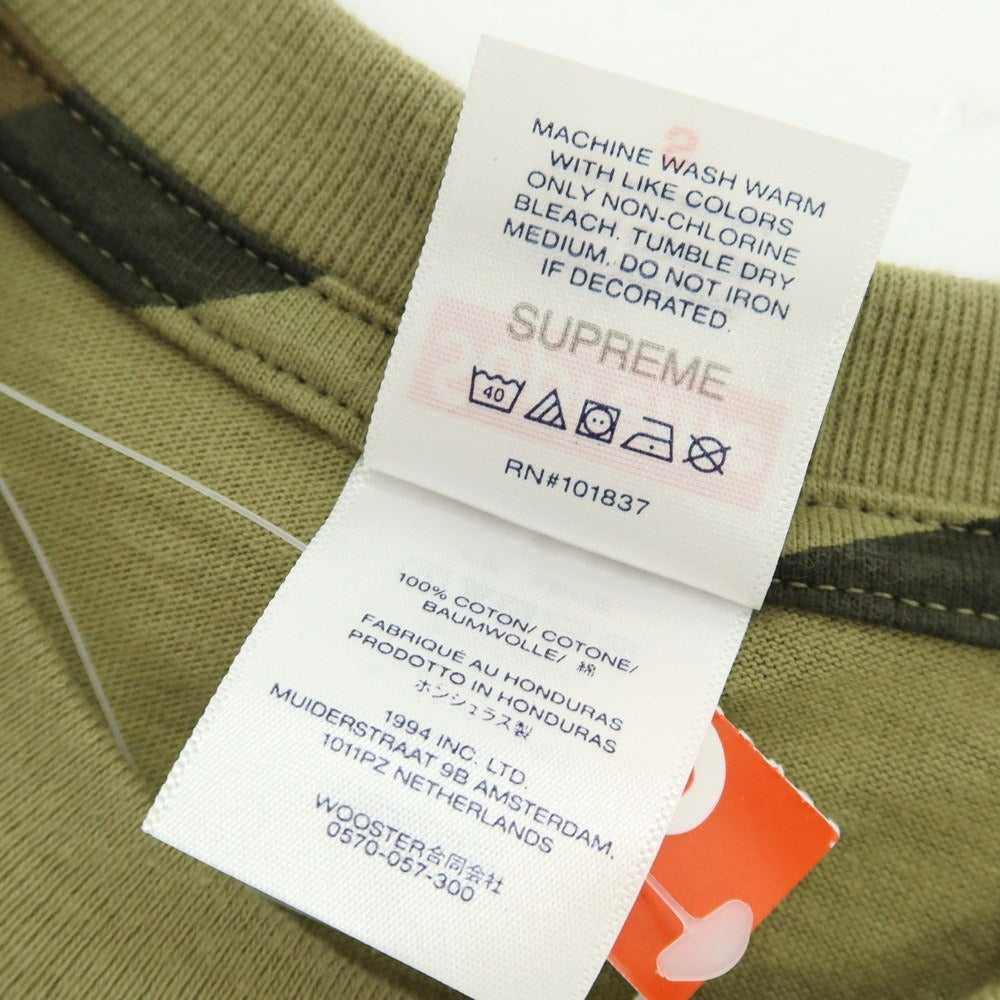 MACHINE WASH WARM
WITH LIKE COLORS
ONLY NON-CHLORINE
BLEACH. TUMBLE DRY
MEDIUM. DO NOT IRON
IF DECORATED.
SUPREME
40
RN#101837
100% COTON/ COTONE/
BAUMWOLLE/ 綿
FABRIQUÉ AU HONDURAS
PRODOTTO IN HONDURAS
ホンジュラス製
1994 INC. LTD.
MUIDERSTRAAT 9B AMSTERDAM,
1011PZ NETHERLANDS
WOOSTER合同会社
0570-057-300